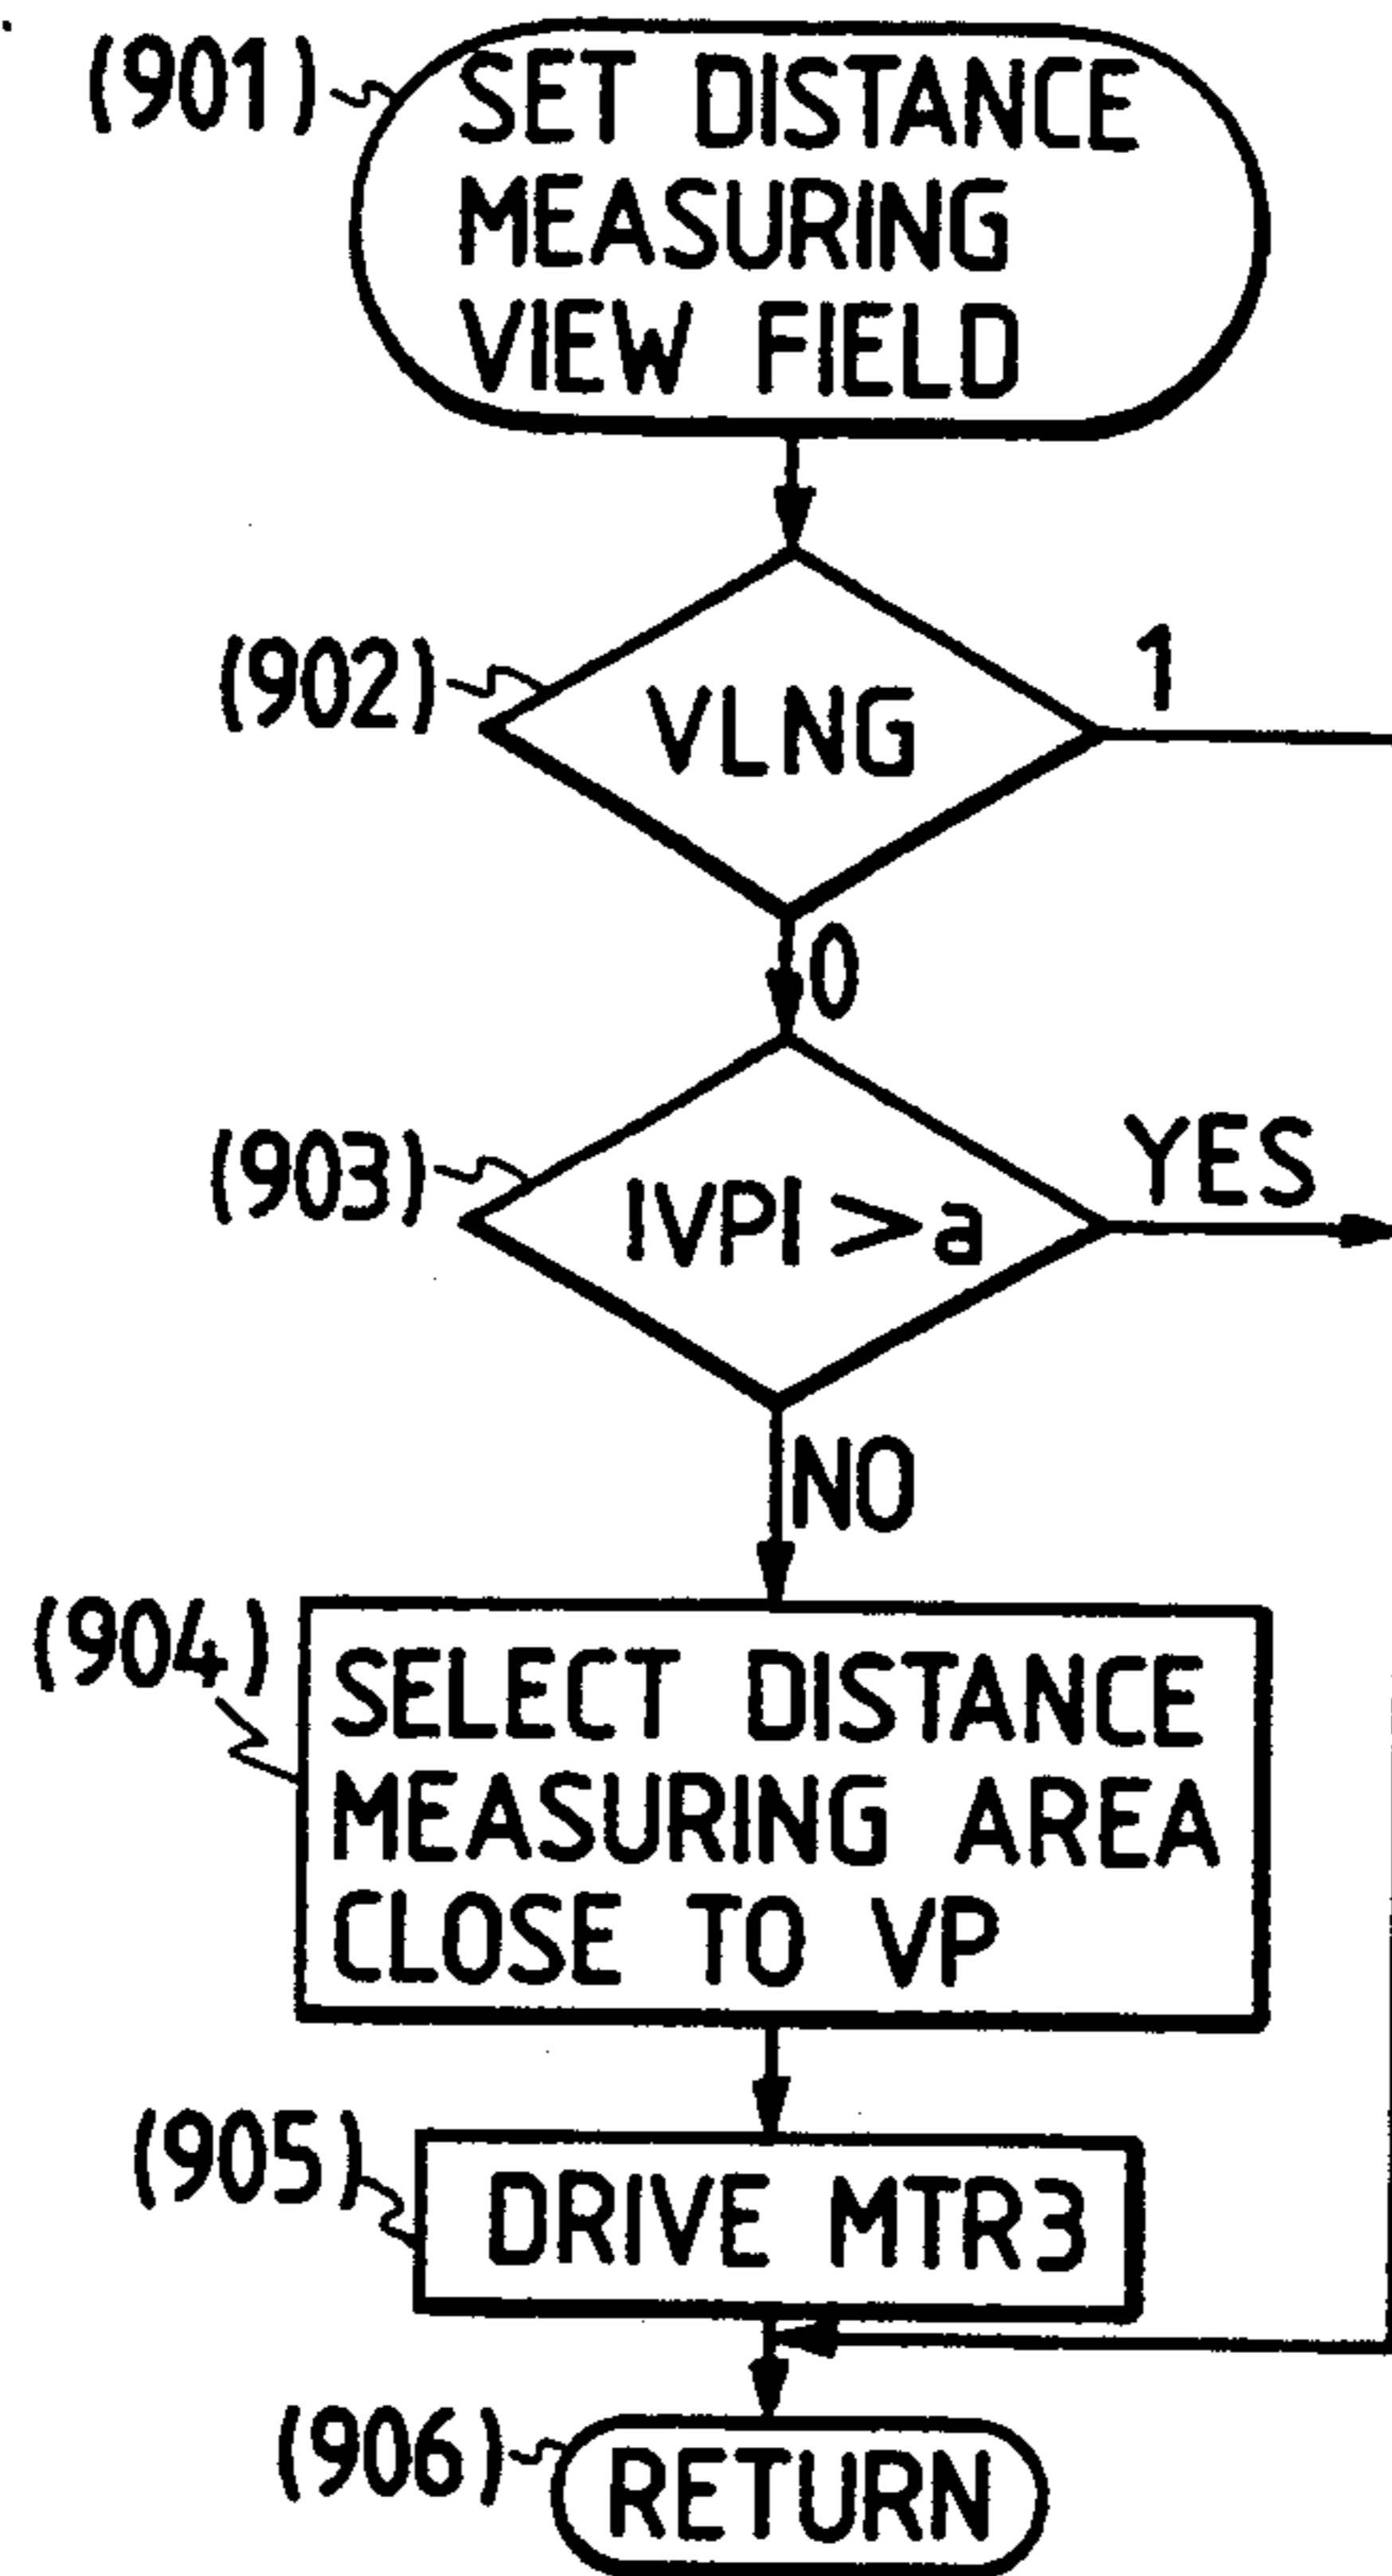 (901)
SET DISTANCE
MEASURING
VIEW FIELD
(902)
VLNG
1
0
(903)
|VP|>a
YES
NO
(904)
SELECT DISTANCE
MEASURING AREA
CLOSE TO VP
(905)
DRIVE MTR3
(906)
RETURN